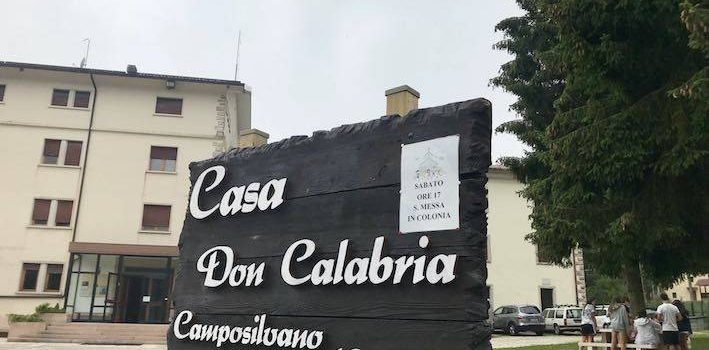 Casa
Don Calabria
Camposilvano
SABATO
ORE 17
S. MESSA
IN COLONIA